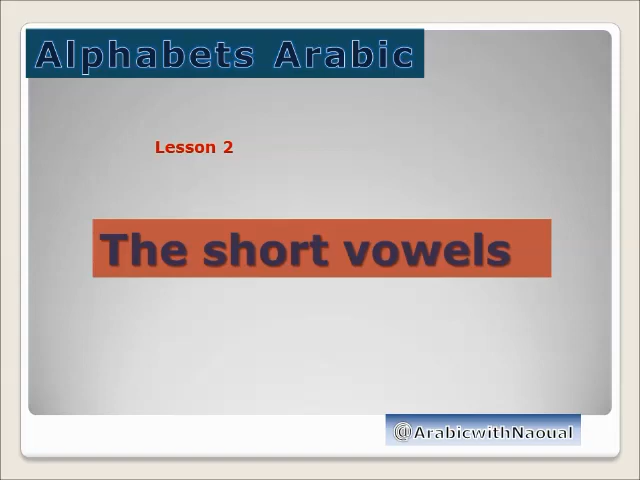 Alphabets Arabic
Lesson 2
The short vowels
@ArabicwithNaoual